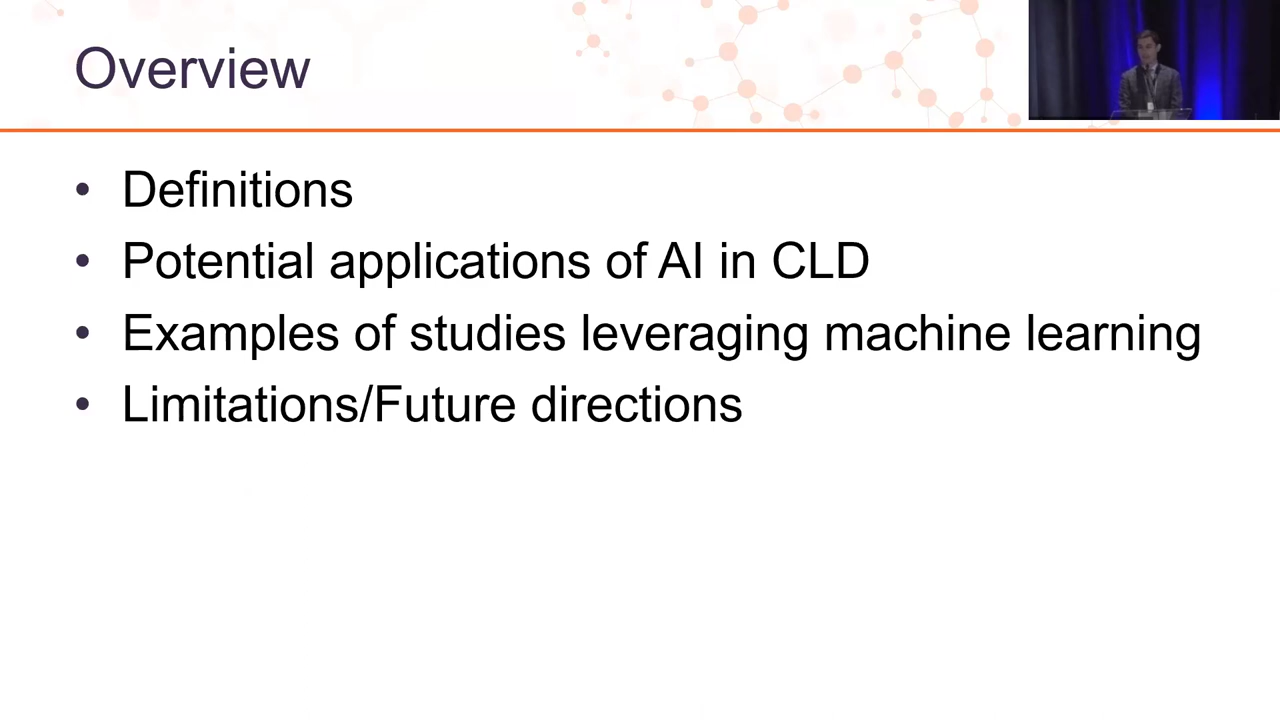 Overview
• Definitions
• Potential applications of AI in CLD
• Examples of studies leveraging machine learning
• Limitations/Future directions